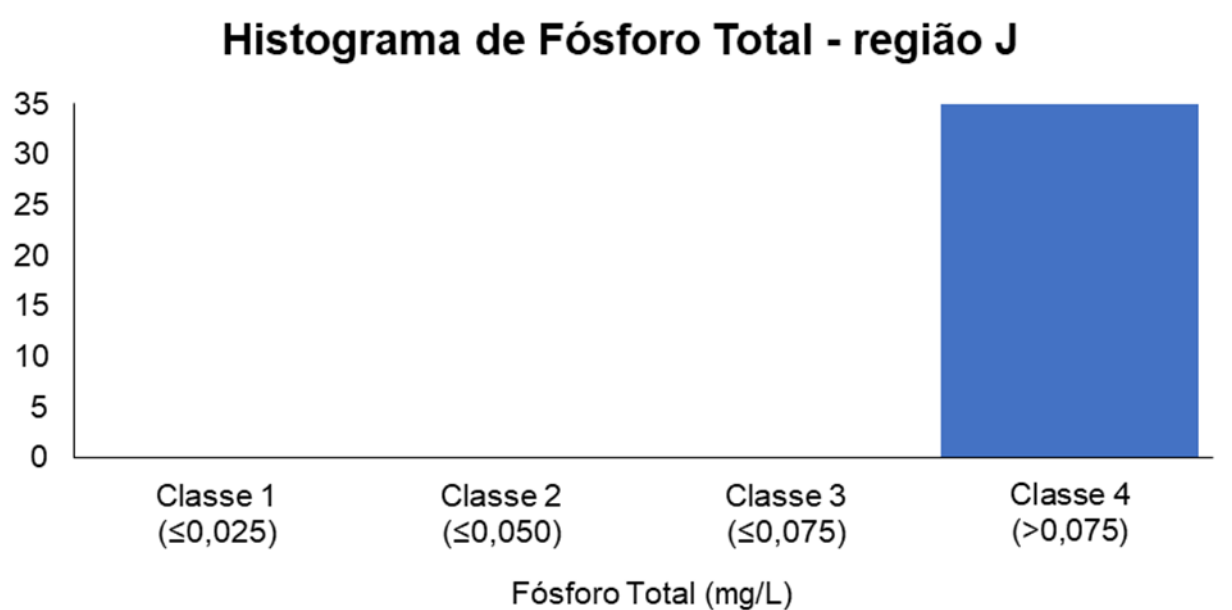 Histograma de Fósforo Total - região J
35
30
25
20
15
10
5
0
Classe 1
(≤0,025)
Classe 2
(≤0,050)
Classe 3
(≤0,075)
Classe 4
(>0,075)
Fósforo Total (mg/L)